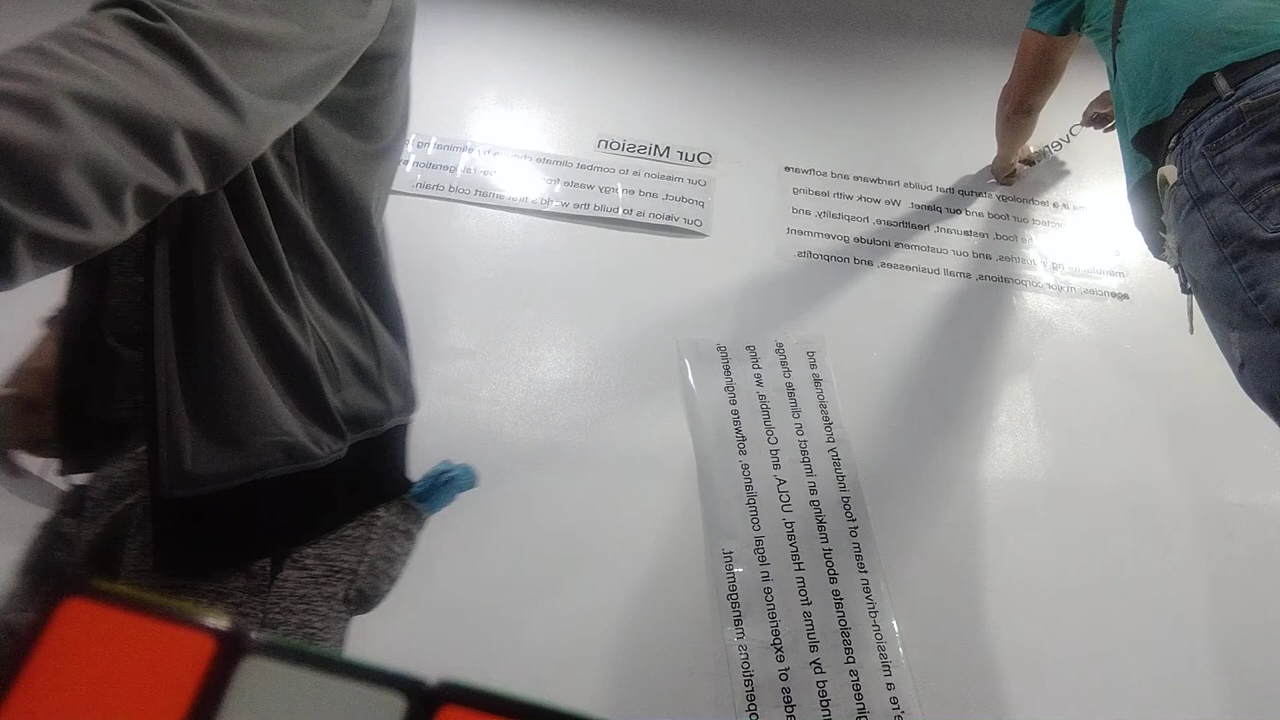 Our Mission
Our mission is to combat climate change by eliminating
product, and energy waste from refrigeration
Our vision is to build the world's first smart cold chain.
Over
is a technology startup that builds hardware and software
protect our food and our planet. We work with leading
food, restaurant, healthcare, hospitality, and
manufacturing industries, and our customers include government
agencies, major corporations, small businesses, and nonprofits.
're a mission-driven team of food industry professionals and
gineers passionate about making an impact on climate change.
unded by alums from Harvard, UCLA, and Columbia, we bring
ades of experience in legal compliance, software engineering,
operations management.